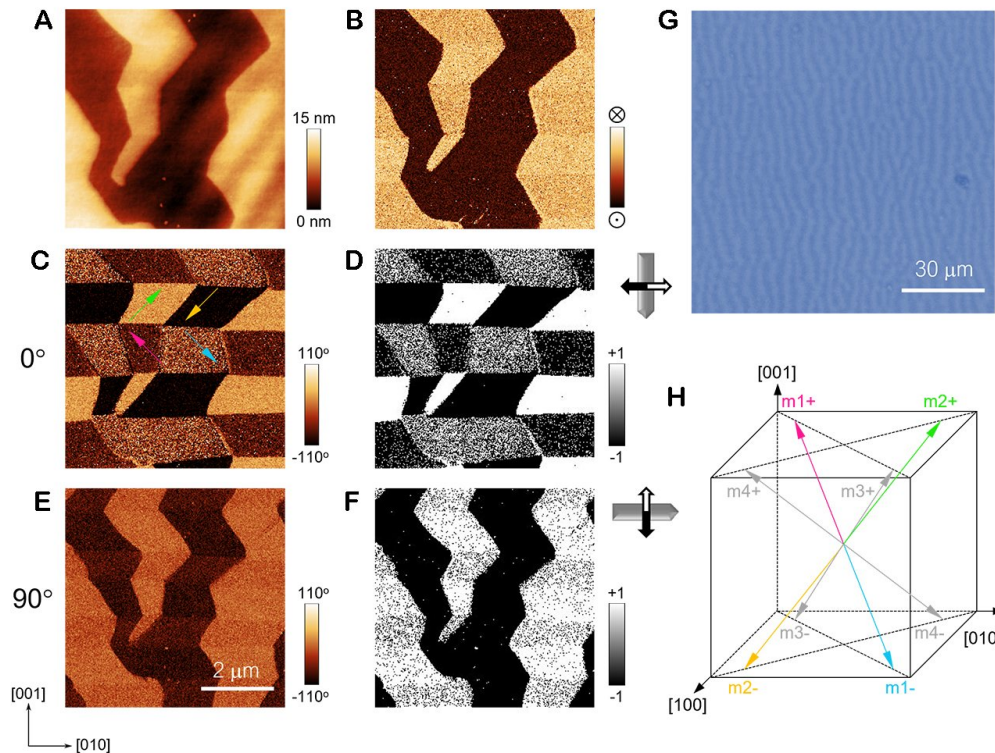 A
15 nm
0 nm
B
⊗
⊙
G
30 μm
C
0°
110°
-110°
D
+1
-1
E
90°
110°
-110°
2 μm
F
+1
-1
[001]
[010]
H
[001]
m1+
m2+
m4+
m3+
m3-
m4-
[010]
m2-
m1-
[100]